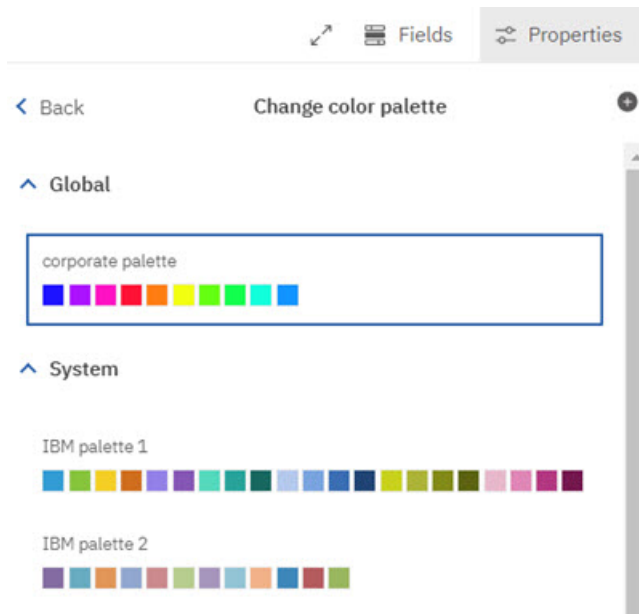 Fields Properties
Back Change color palette
Global
corporate palette
System
IBM palette 1
IBM palette 2